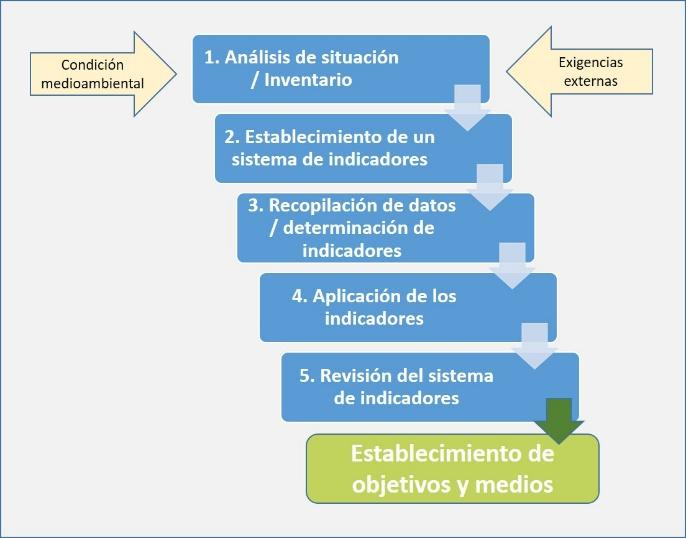 Condición
medioambiental
1. Análisis de situación
/ Inventario
Exigencias
externas
2. Establecimiento de un
sistema de indicadores
3. Recopilación de datos
/ determinación de
indicadores
4. Aplicación de los
indicadores
5. Revisión del sistema
de indicadores
Establecimiento de
objetivos y medios